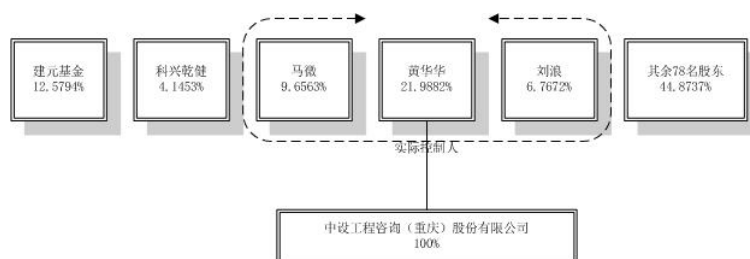 建元基金
12.5794%
科兴乾健
4.1453%
马微
9.6563%
黄华华
21.9882%
刘浪
6.7672%
其余78名股东
44.8737%
实际控制人
中设工程咨询（重庆）股份有限公司
100%